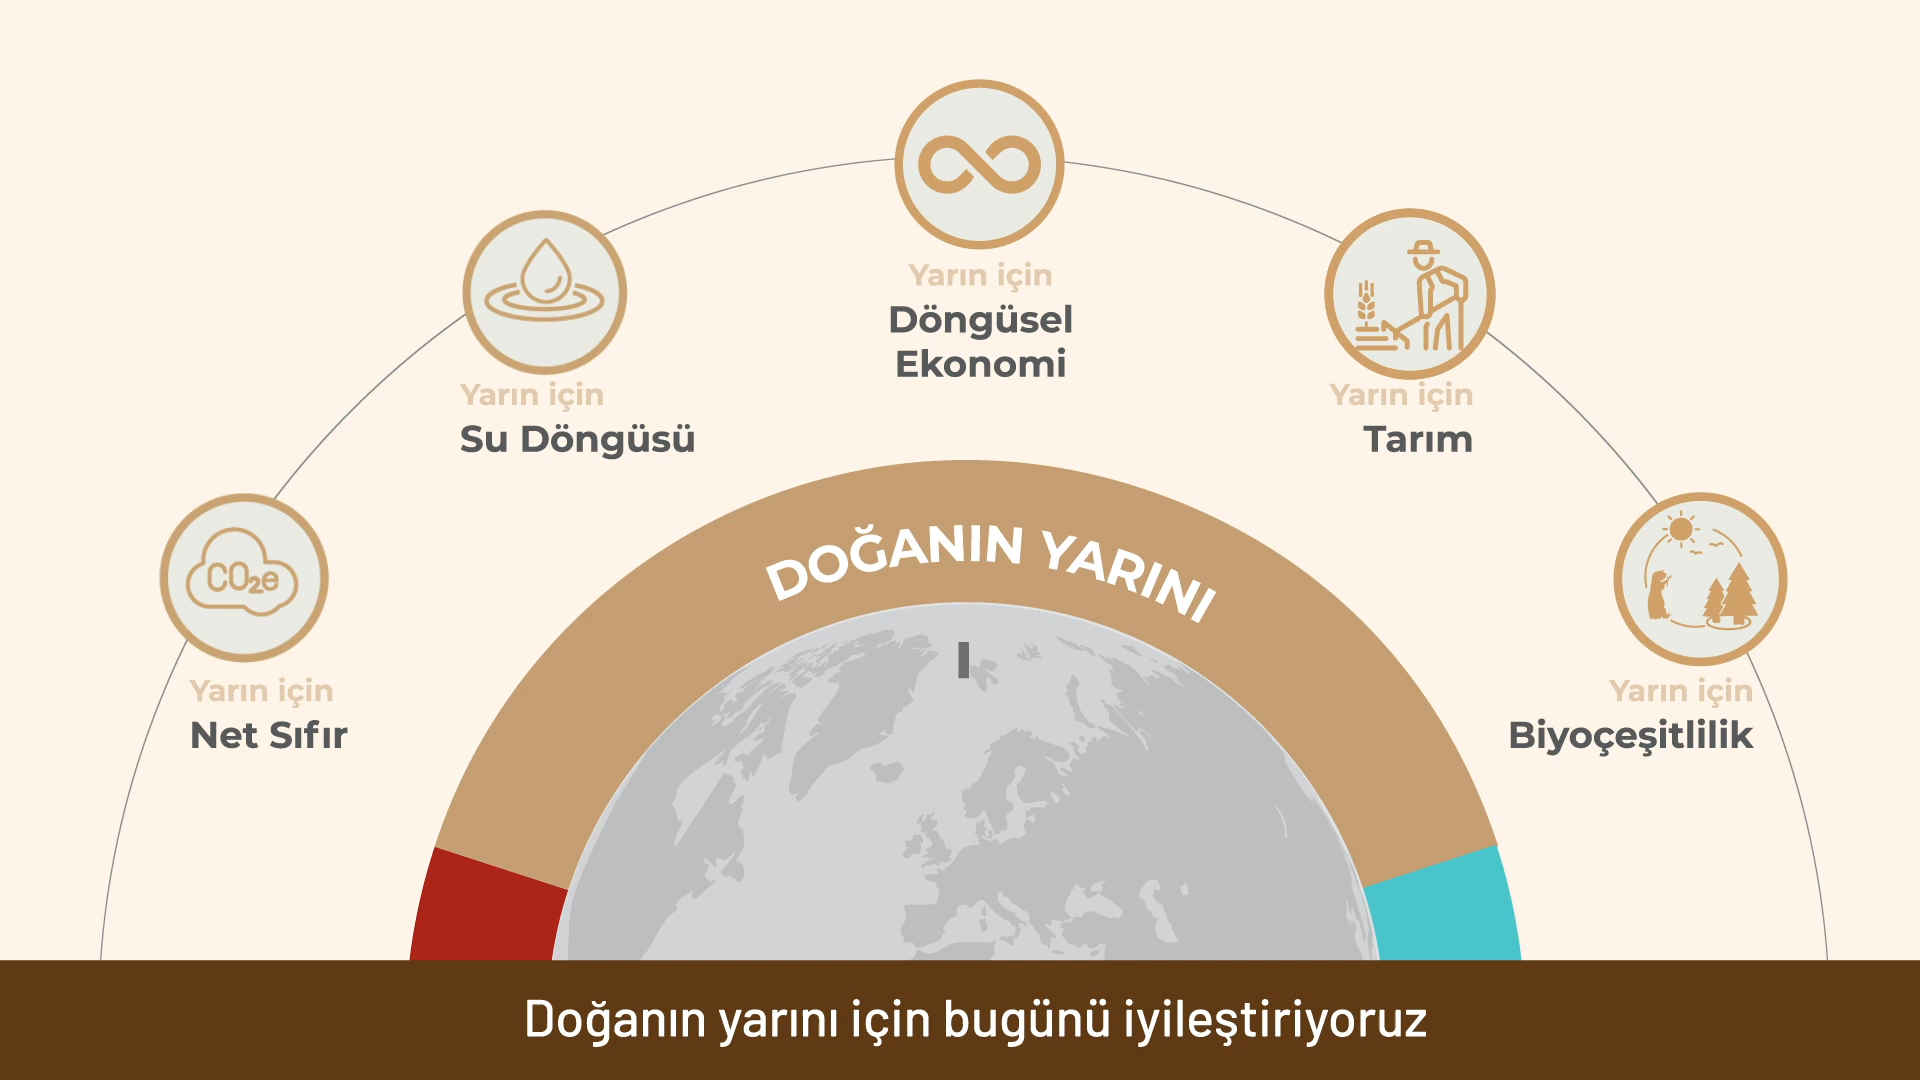 Yarın için
Döngüsel
Ekonomi
Yarın için
Su Döngüsü
Yarın için
Tarım
CO₂e
Yarın için
Net Sıfır
Yarın için
Biyoçeşitlilik
DOĞANIN YARINI
Doğanın yarını için bugünü iyileştiriyoruz